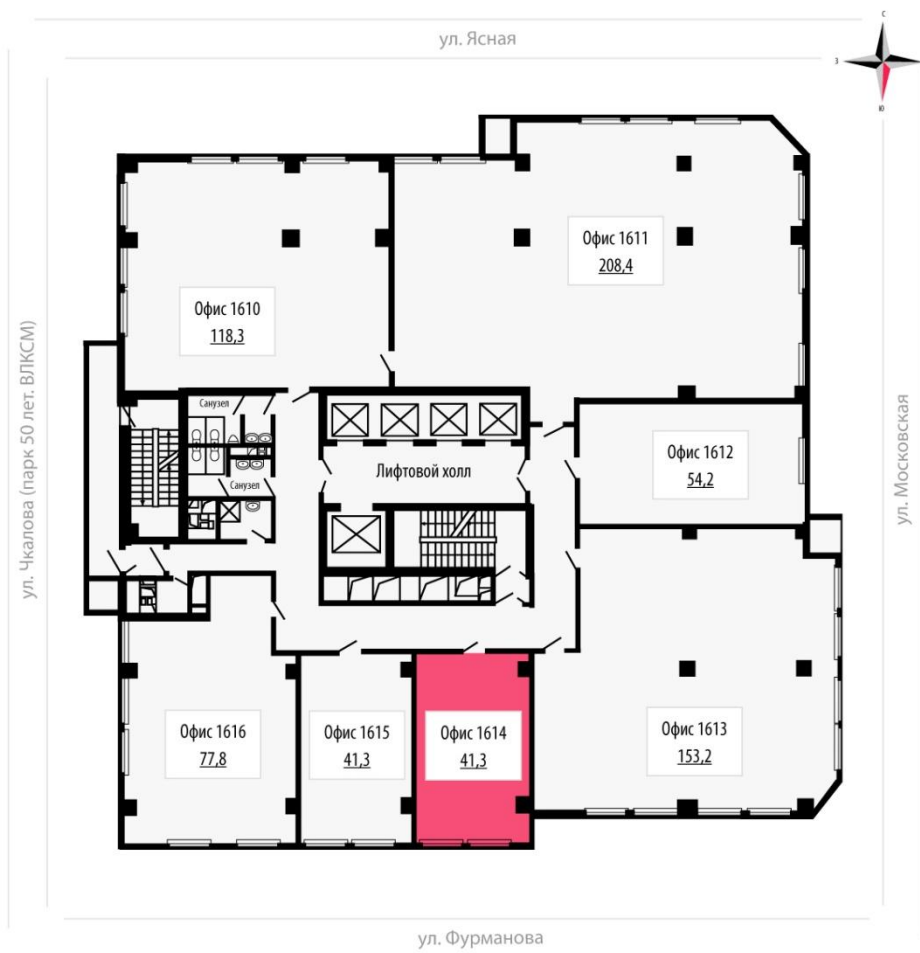 ул. Ясная
С
З
Ю
Офис 1611
208,4
Офис 1610
118,3
Санузел
Санузел
Лифтовой холл
Офис 1612
54,2
ул. Чкалова (парк 50 лет. ВЛКСМ)
ул. Московская
Офис 1616
77,8
Офис 1615
41,3
Офис 1614
41,3
Офис 1613
153,2
ул. Фурманова